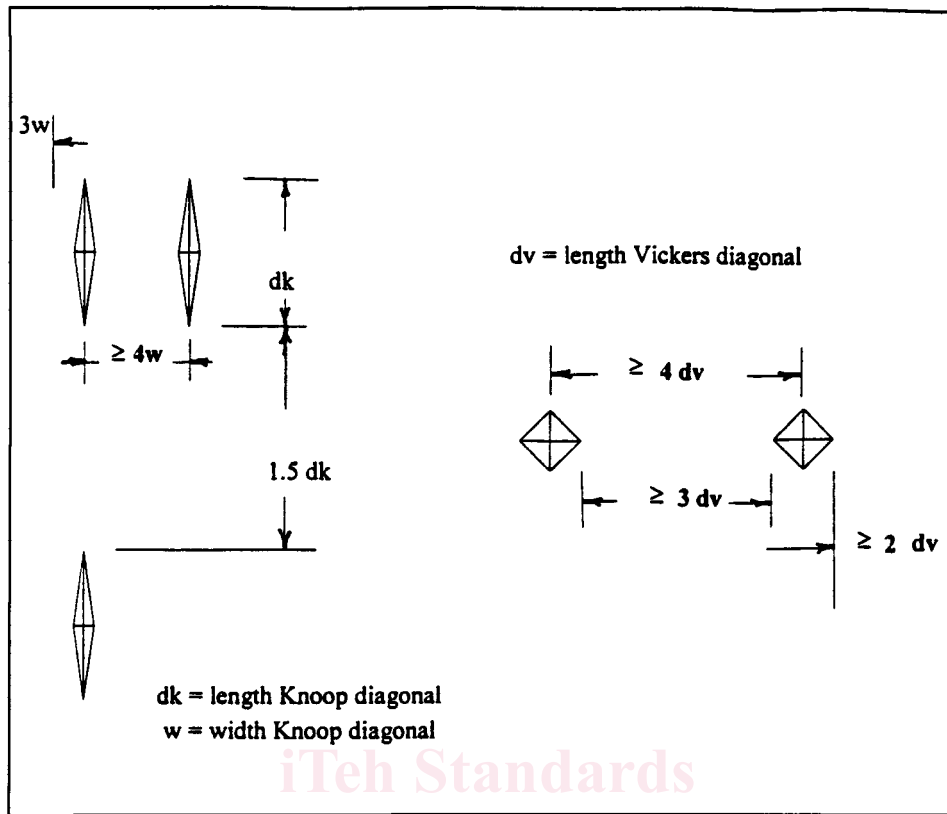 3w
dk
≥ 4w
1.5 dk
dk = length Knoop diagonal
w = width Knoop diagonal
dv = length Vickers diagonal
≥ 4 dv
≥ 3 dv
≥ 2 dv
iTeh Standards